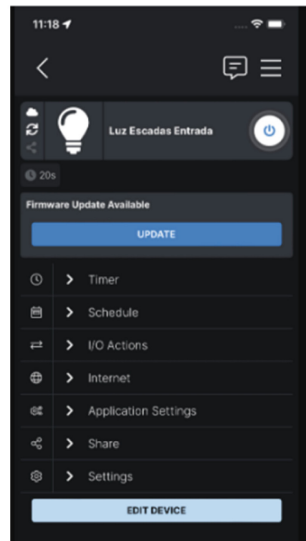 11:18
Luz Escadas Entrada
20s
Firmware Update Available
UPDATE
Timer
Schedule
I/O Actions
Internet
Application Settings
Share
Settings
EDIT DEVICE